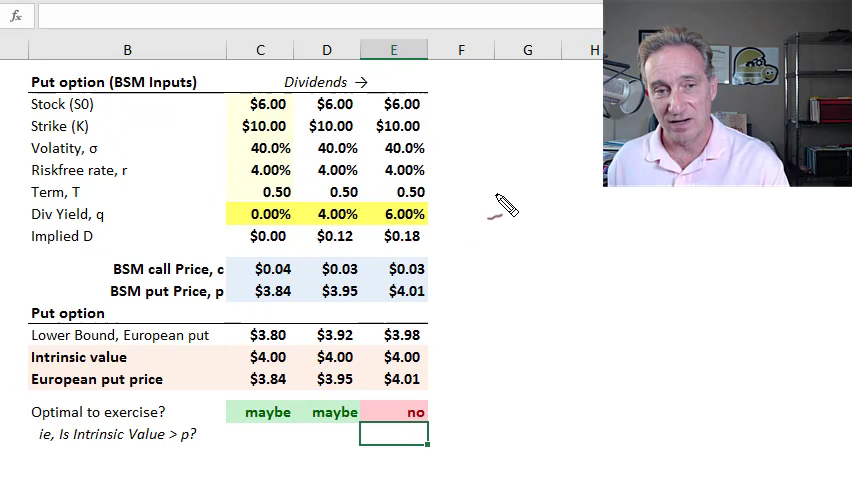 fx
B C D E F G H
Put option (BSM Inputs) Dividends →
Stock (S0) $6.00 $6.00 $6.00
Strike (K) $10.00 $10.00 $10.00
Volatity, σ 40.0% 40.0% 40.0%
Riskfree rate, r 4.00% 4.00% 4.00%
Term, T 0.50 0.50 0.50
Div Yield, q 0.00% 4.00% 6.00%
Implied D $0.00 $0.12 $0.18
BSM call Price, c $0.04 $0.03 $0.03
BSM put Price, p $3.84 $3.95 $4.01
Put option
Lower Bound, European put $3.80 $3.92 $3.98
Intrinsic value $4.00 $4.00 $4.00
European put price $3.84 $3.95 $4.01
Optimal to exercise? maybe maybe no
ie, Is Intrinsic Value > p?